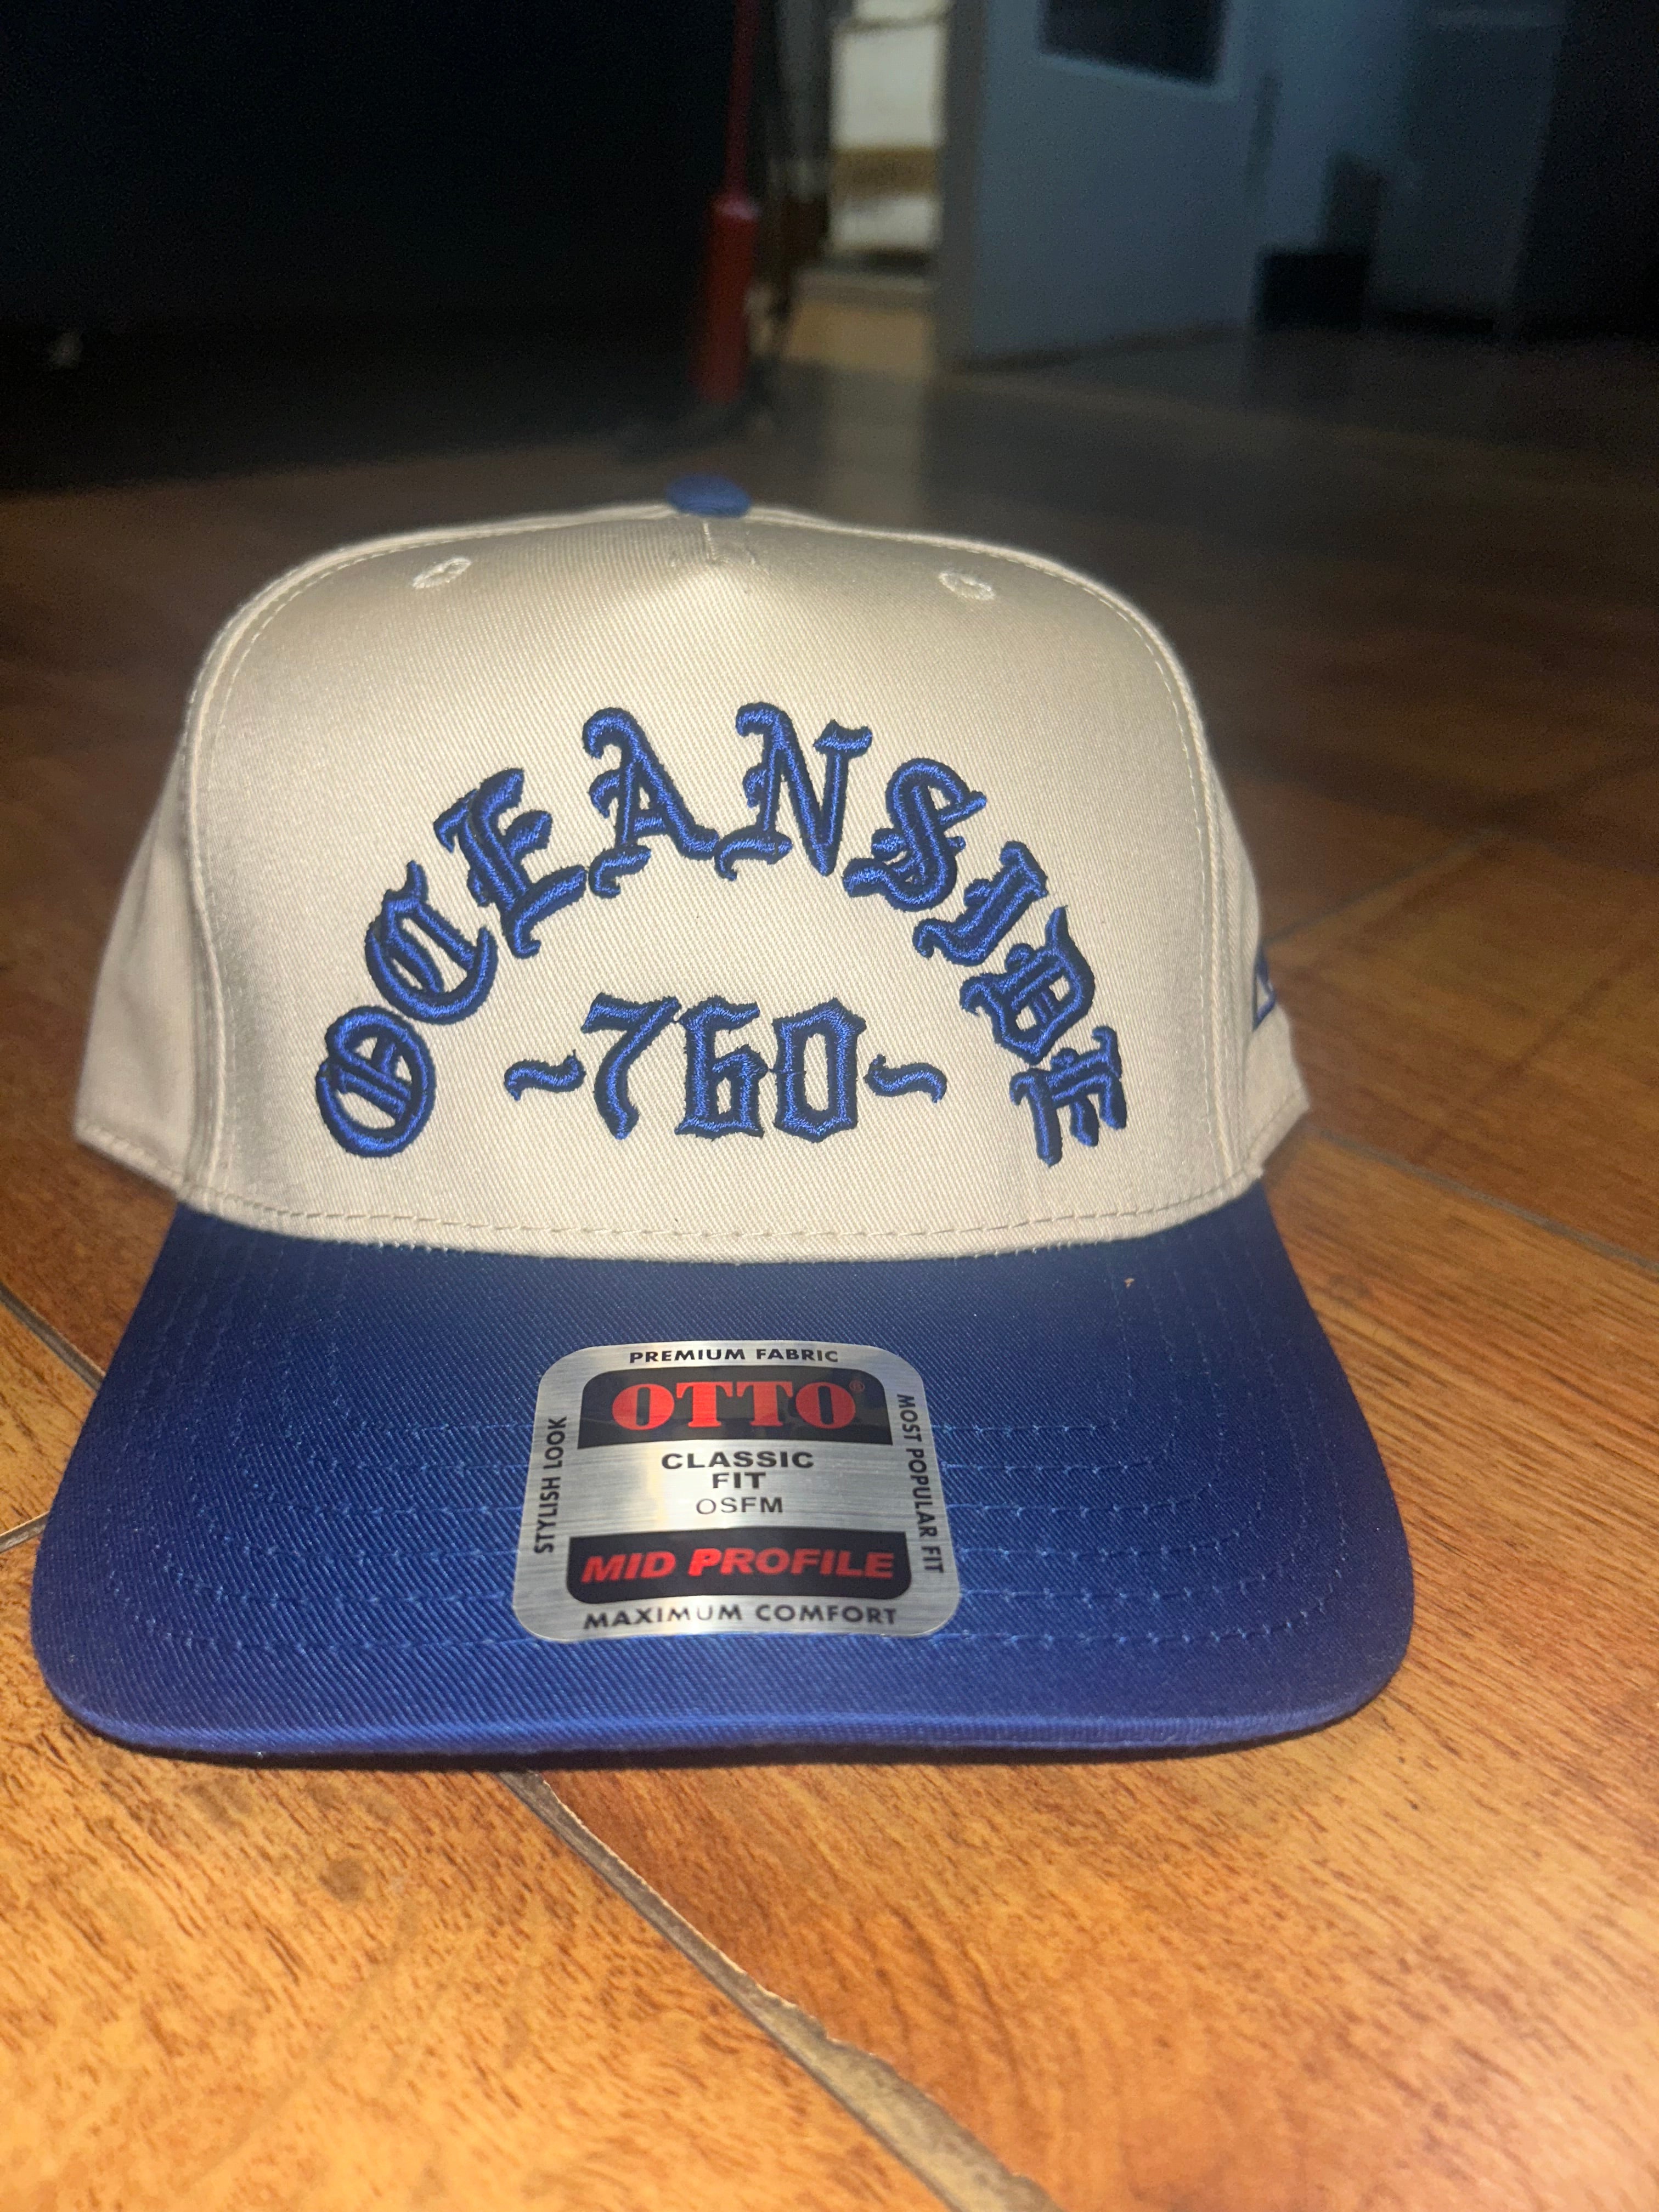 OCEANSIDE
~760~
PREMIUM FABRIC
OTTO®
STYLISH LOOK
CLASSIC
FIT
OSFM
MOST POPULAR FIT
MID PROFILE
MAXIMUM COMFORT